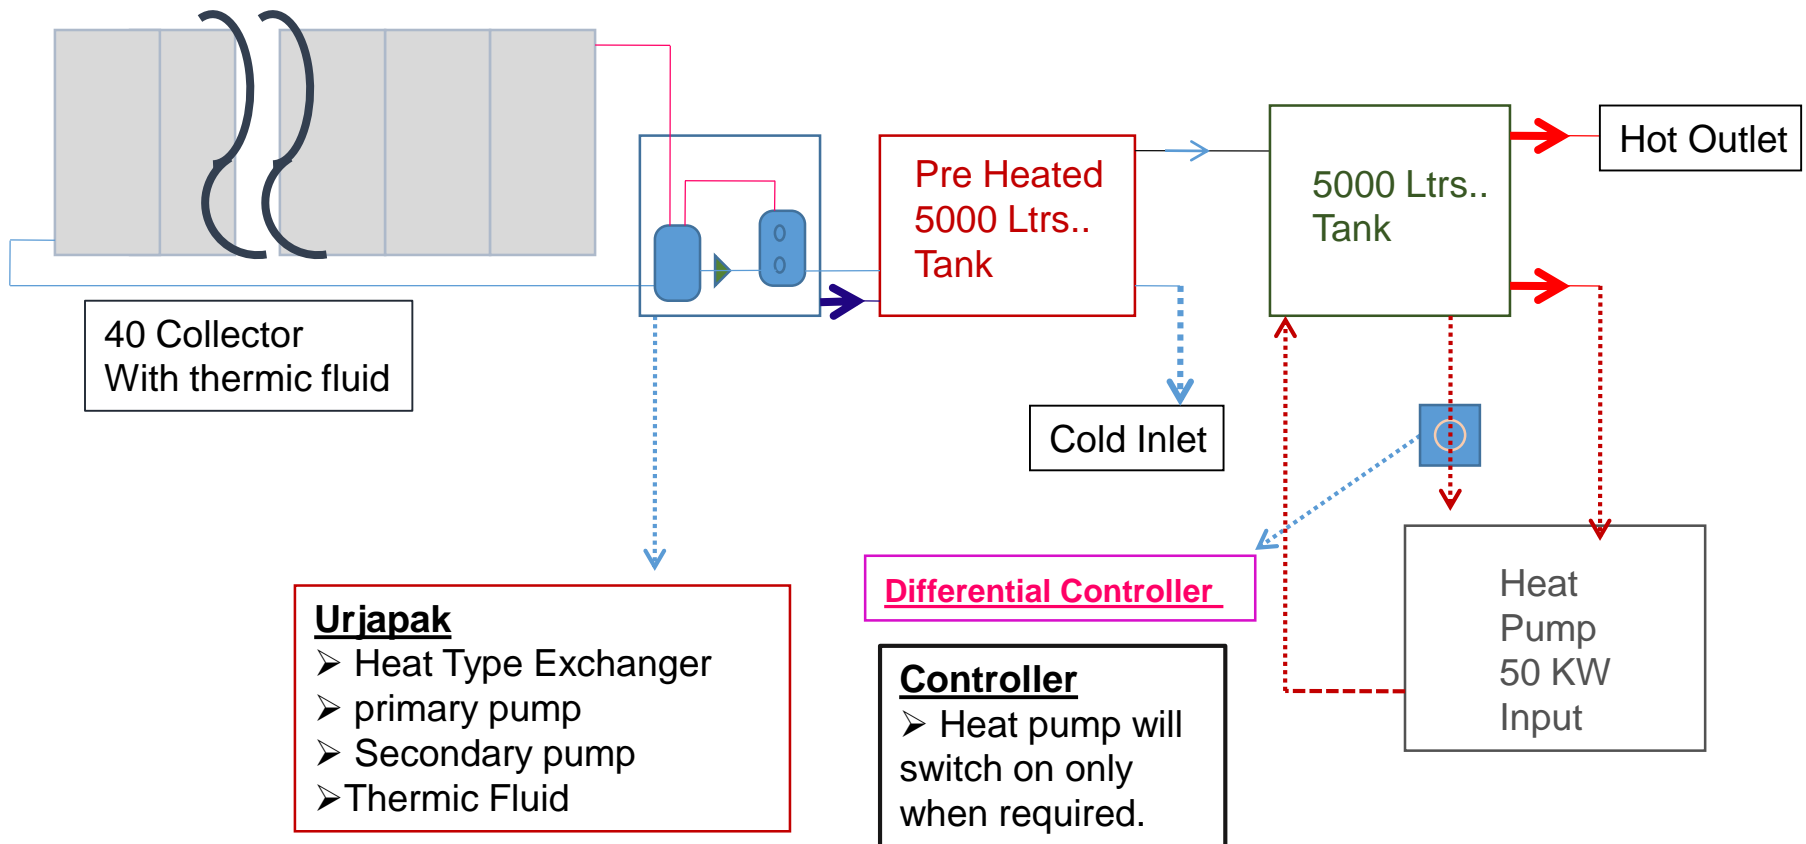 Hot Outlet
Pre Heated
5000 Ltrs..
Tank
5000 Ltrs..
Tank
40 Collector
With thermic fluid
Cold Inlet
Differential Controller
Heat
Pump
50 KW
Input
Urjapak
➢ Heat Type Exchanger
➢ primary pump
➢ Secondary pump
➢Thermic Fluid
Controller
➢ Heat pump will
switch on only
when required.